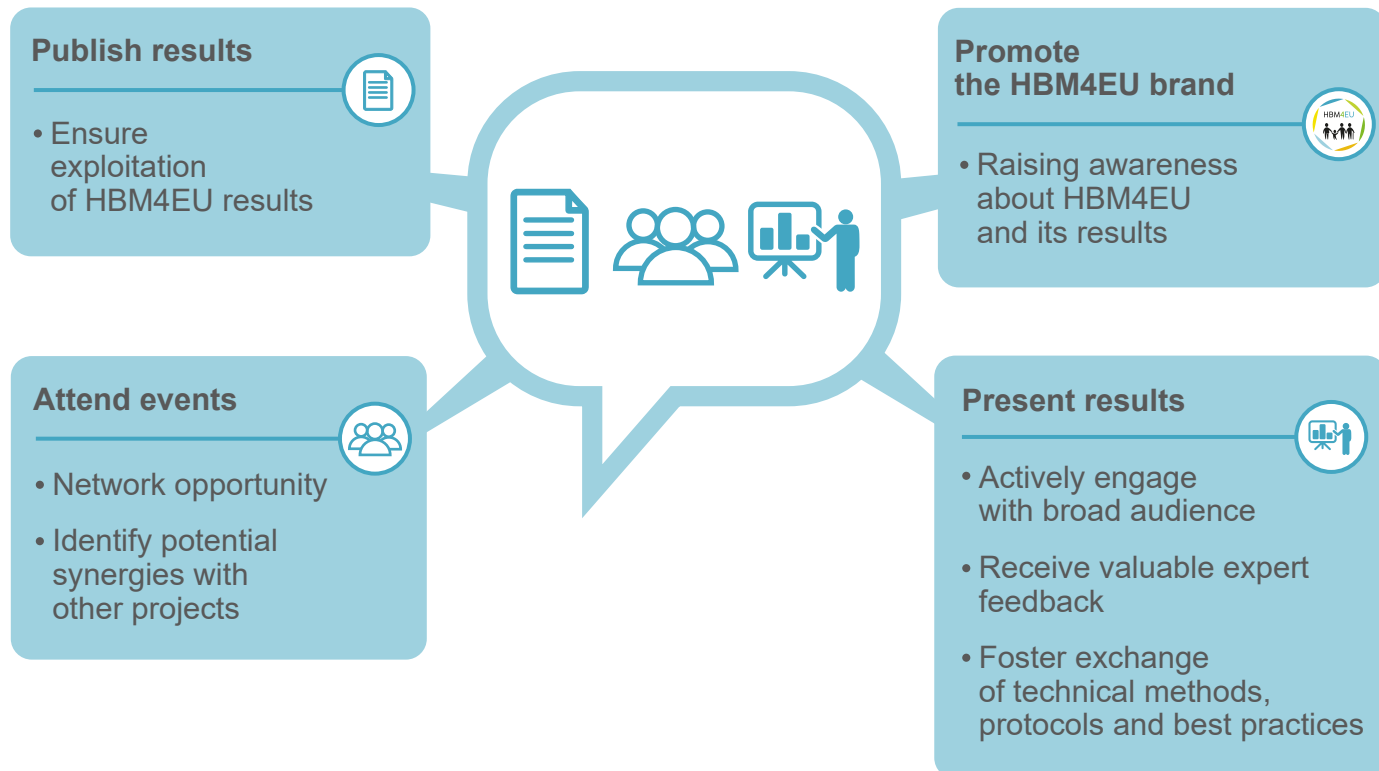 Publish results
• Ensure
exploitation
of HBM4EU results
Promote
the HBM4EU brand
HBM4EU
• Raising awareness
about HBM4EU
and its results
Attend events
• Network opportunity
• Identify potential
synergies with
other projects
Present results
• Actively engage
with broad audience
• Receive valuable expert
feedback
• Foster exchange
of technical methods,
protocols and best practices